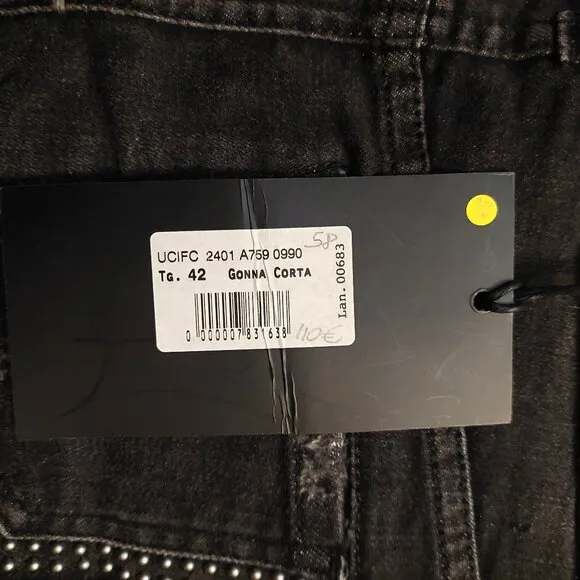 UCIFC 2401 A759 0990
58
Tg. 42 Gonna Corta
Lan. 00683
0 000007 831638
110€